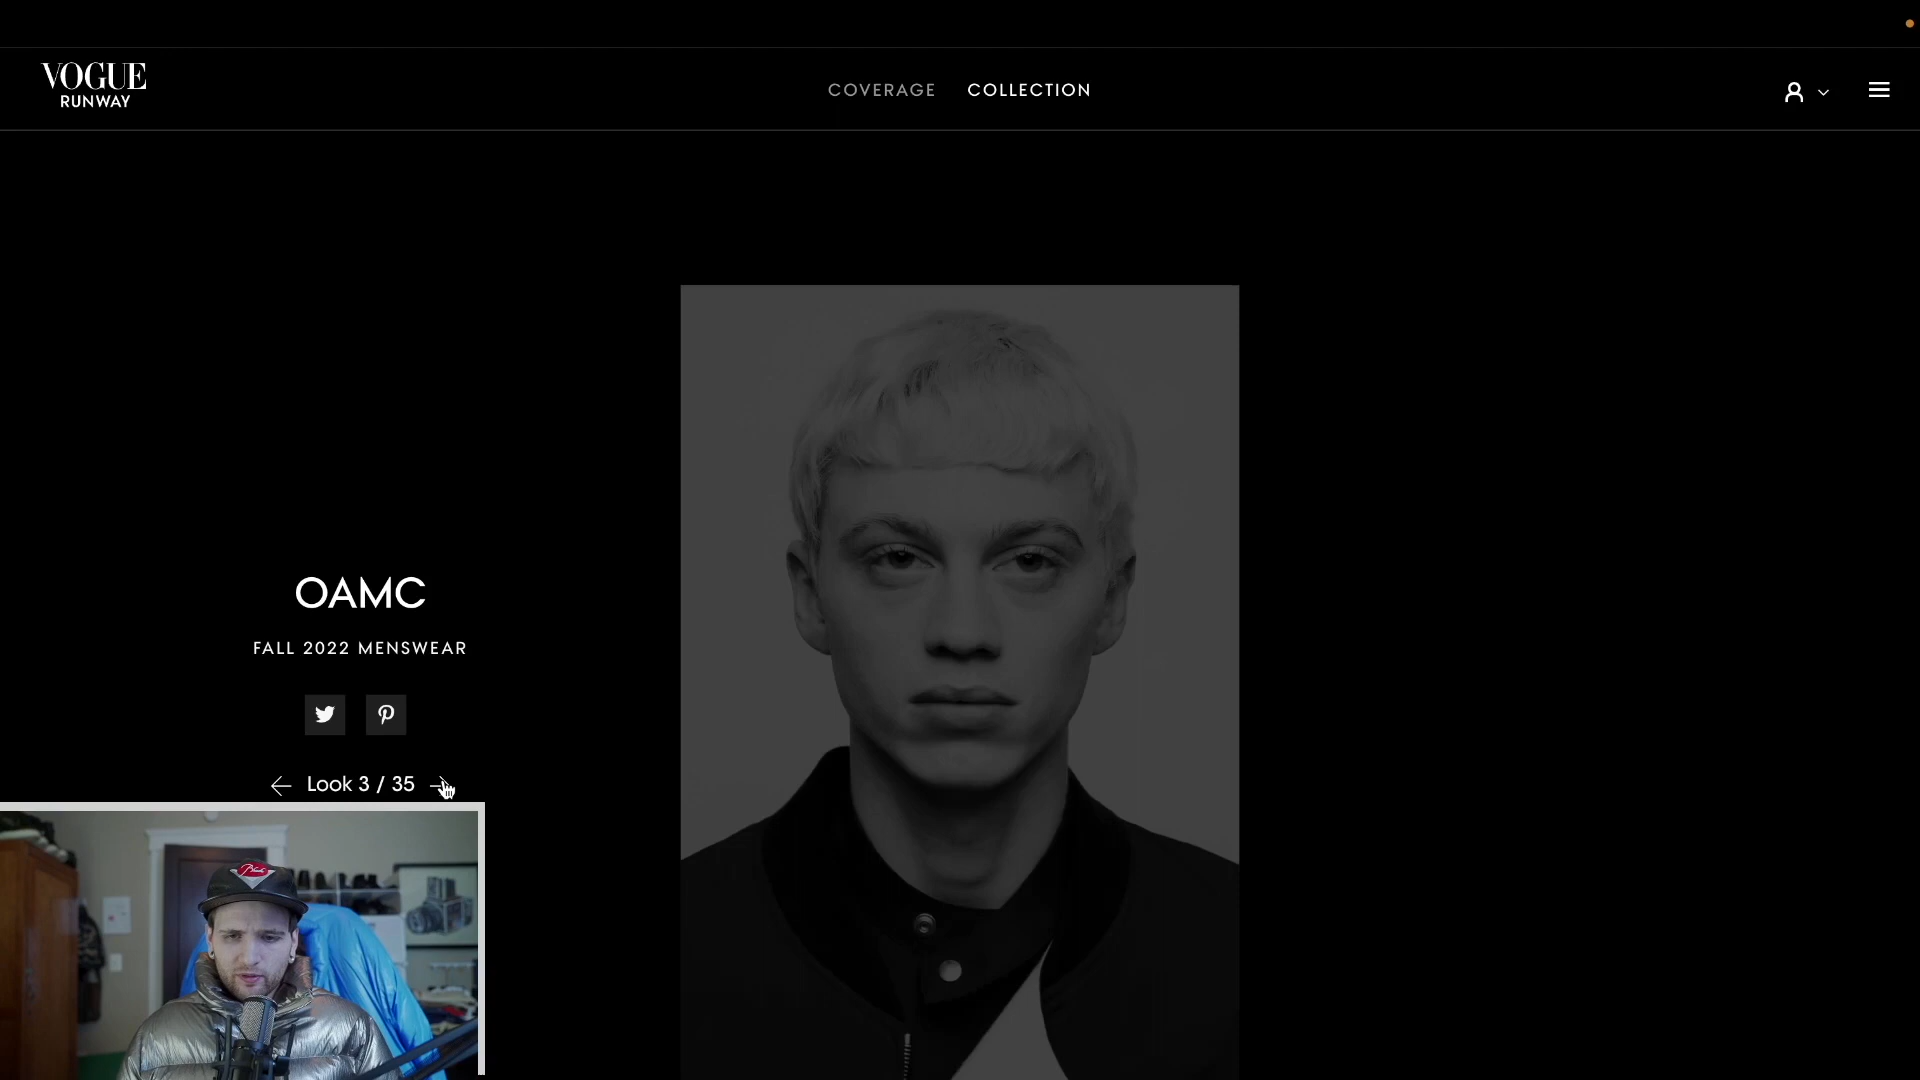 VOGUE
RUNWAY
COVERAGE COLLECTION
OAMC
FALL 2022 MENSWEAR
Look 3 / 35